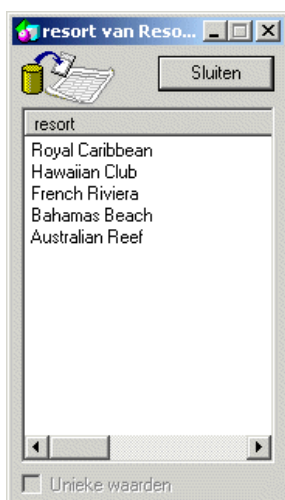 resort van Reso...
Sluiten
resort
Royal Caribbean
Hawaiian Club
French Riviera
Bahamas Beach
Australian Reef
Unieke waarden